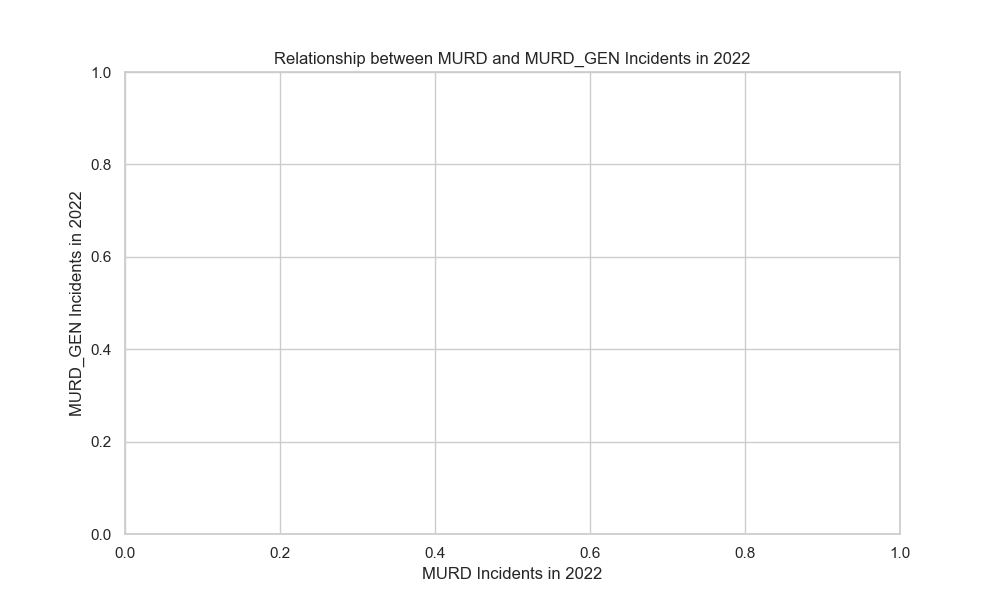 Relationship between MURD and MURD_GEN Incidents in 2022
1.0
0.8
0.6
0.4
0.2
0.0
MURD_GEN Incidents in 2022
0.0 0.2 0.4 0.6 0.8 1.0
MURD Incidents in 2022